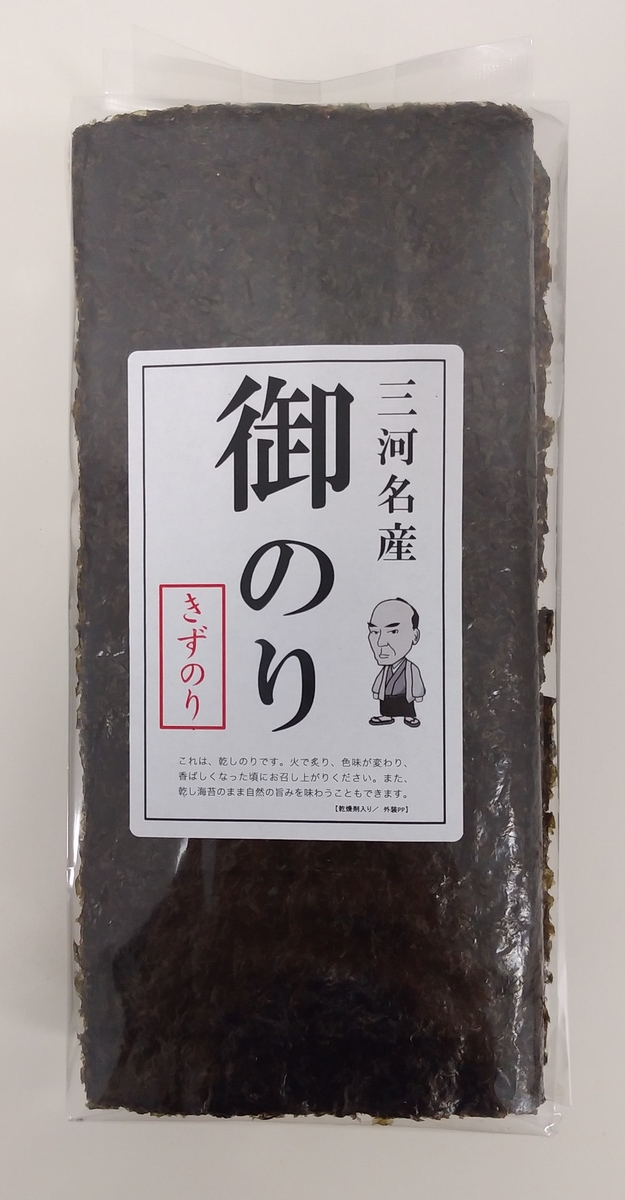 三河名産
御のり
きずのり
これは、乾しのりです。火で炙り、色味が変わり、
香ばしくなった頃にお召し上がりください。また、
乾し海苔のまま自然の旨みを味わうこともできます。
【乾燥剤入り／ 外装PP】